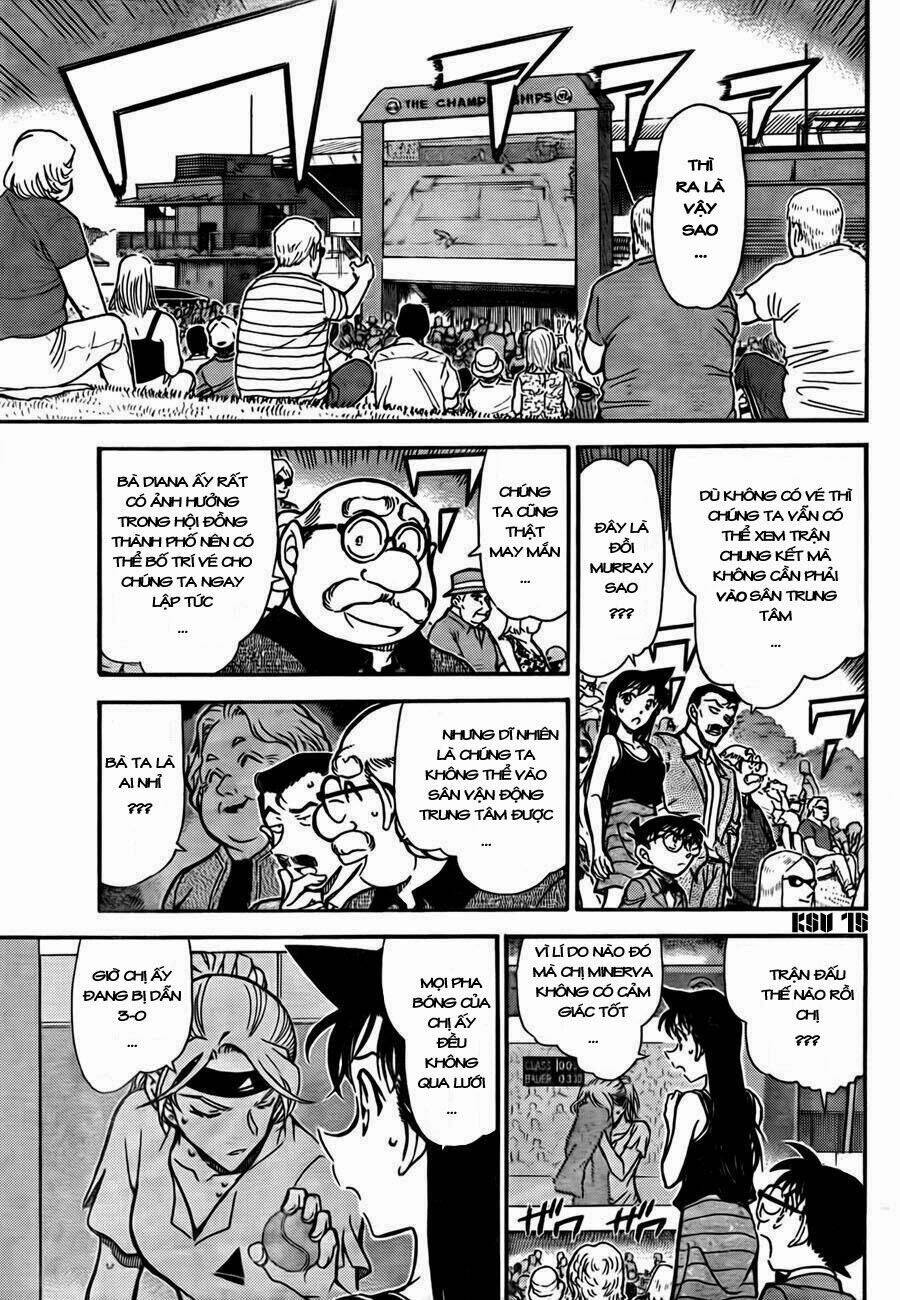 THE CHAMPIONSHIPS
THÌ
RA LÀ
VẬY
SAO
...
DÙ KHÔNG CÓ VÉ THÌ
CHÚNG TA VẪN CÓ
THỂ XEM TRẬN
CHUNG KẾT MÀ
KHÔNG CẦN PHẢI
VÀO SÂN TRUNG
TÂM
...
ĐÂY LÀ
ĐỒI
MURRAY
SAO
???
CHÚNG
TA CŨNG
THẬT
MAY MẮN
...
BÀ DIANA ẤY RẤT
CÓ ẢNH HƯỞNG
TRONG HỘI ĐỒNG
THÀNH PHỐ NÊN CÓ
THỂ BỐ TRÍ VÉ CHO
CHÚNG TA NGAY
LẬP TỨC
...
NHƯNG DĨ NHIÊN
LÀ CHÚNG TA
KHÔNG THỂ VÀO
SÂN VẬN ĐỘNG
TRUNG TÂM ĐƯỢC
...
BÀ TA LÀ
AI NHỈ
???
KSV 15
TRẬN ĐẤU
THẾ NÀO RỒI
CHỊ
???
VÌ LÍ DO NÀO ĐÓ
MÀ CHỊ MINERVA
KHÔNG CÓ CẢM
GIÁC TỐT
...
ザワ
ザワ
MỌI PHA
BÓNG CỦA
CHỊ ẤY
ĐỀU
KHÔNG
QUA LƯỚI
...
GIỜ CHỊ ẤY
ĐANG BỊ DẪN
3-0